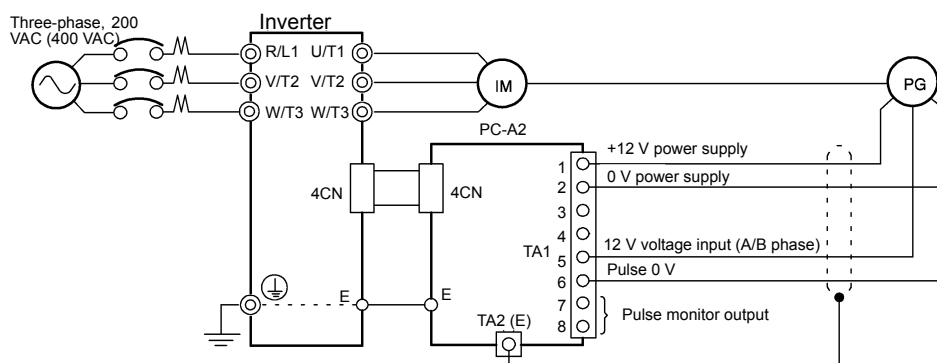 Three-phase, 200
VAC (400 VAC)
Inverter
R/L1 U/T1
V/T2 V/T2
W/T3 W/T3
IM
PG
PC-A2
4CN
4CN
TA1
1
2
3
4
5
6
7
8
+12 V power supply
0 V power supply
12 V voltage input (A/B phase)
Pulse 0 V
Pulse monitor output
E
E
TA2 (E)